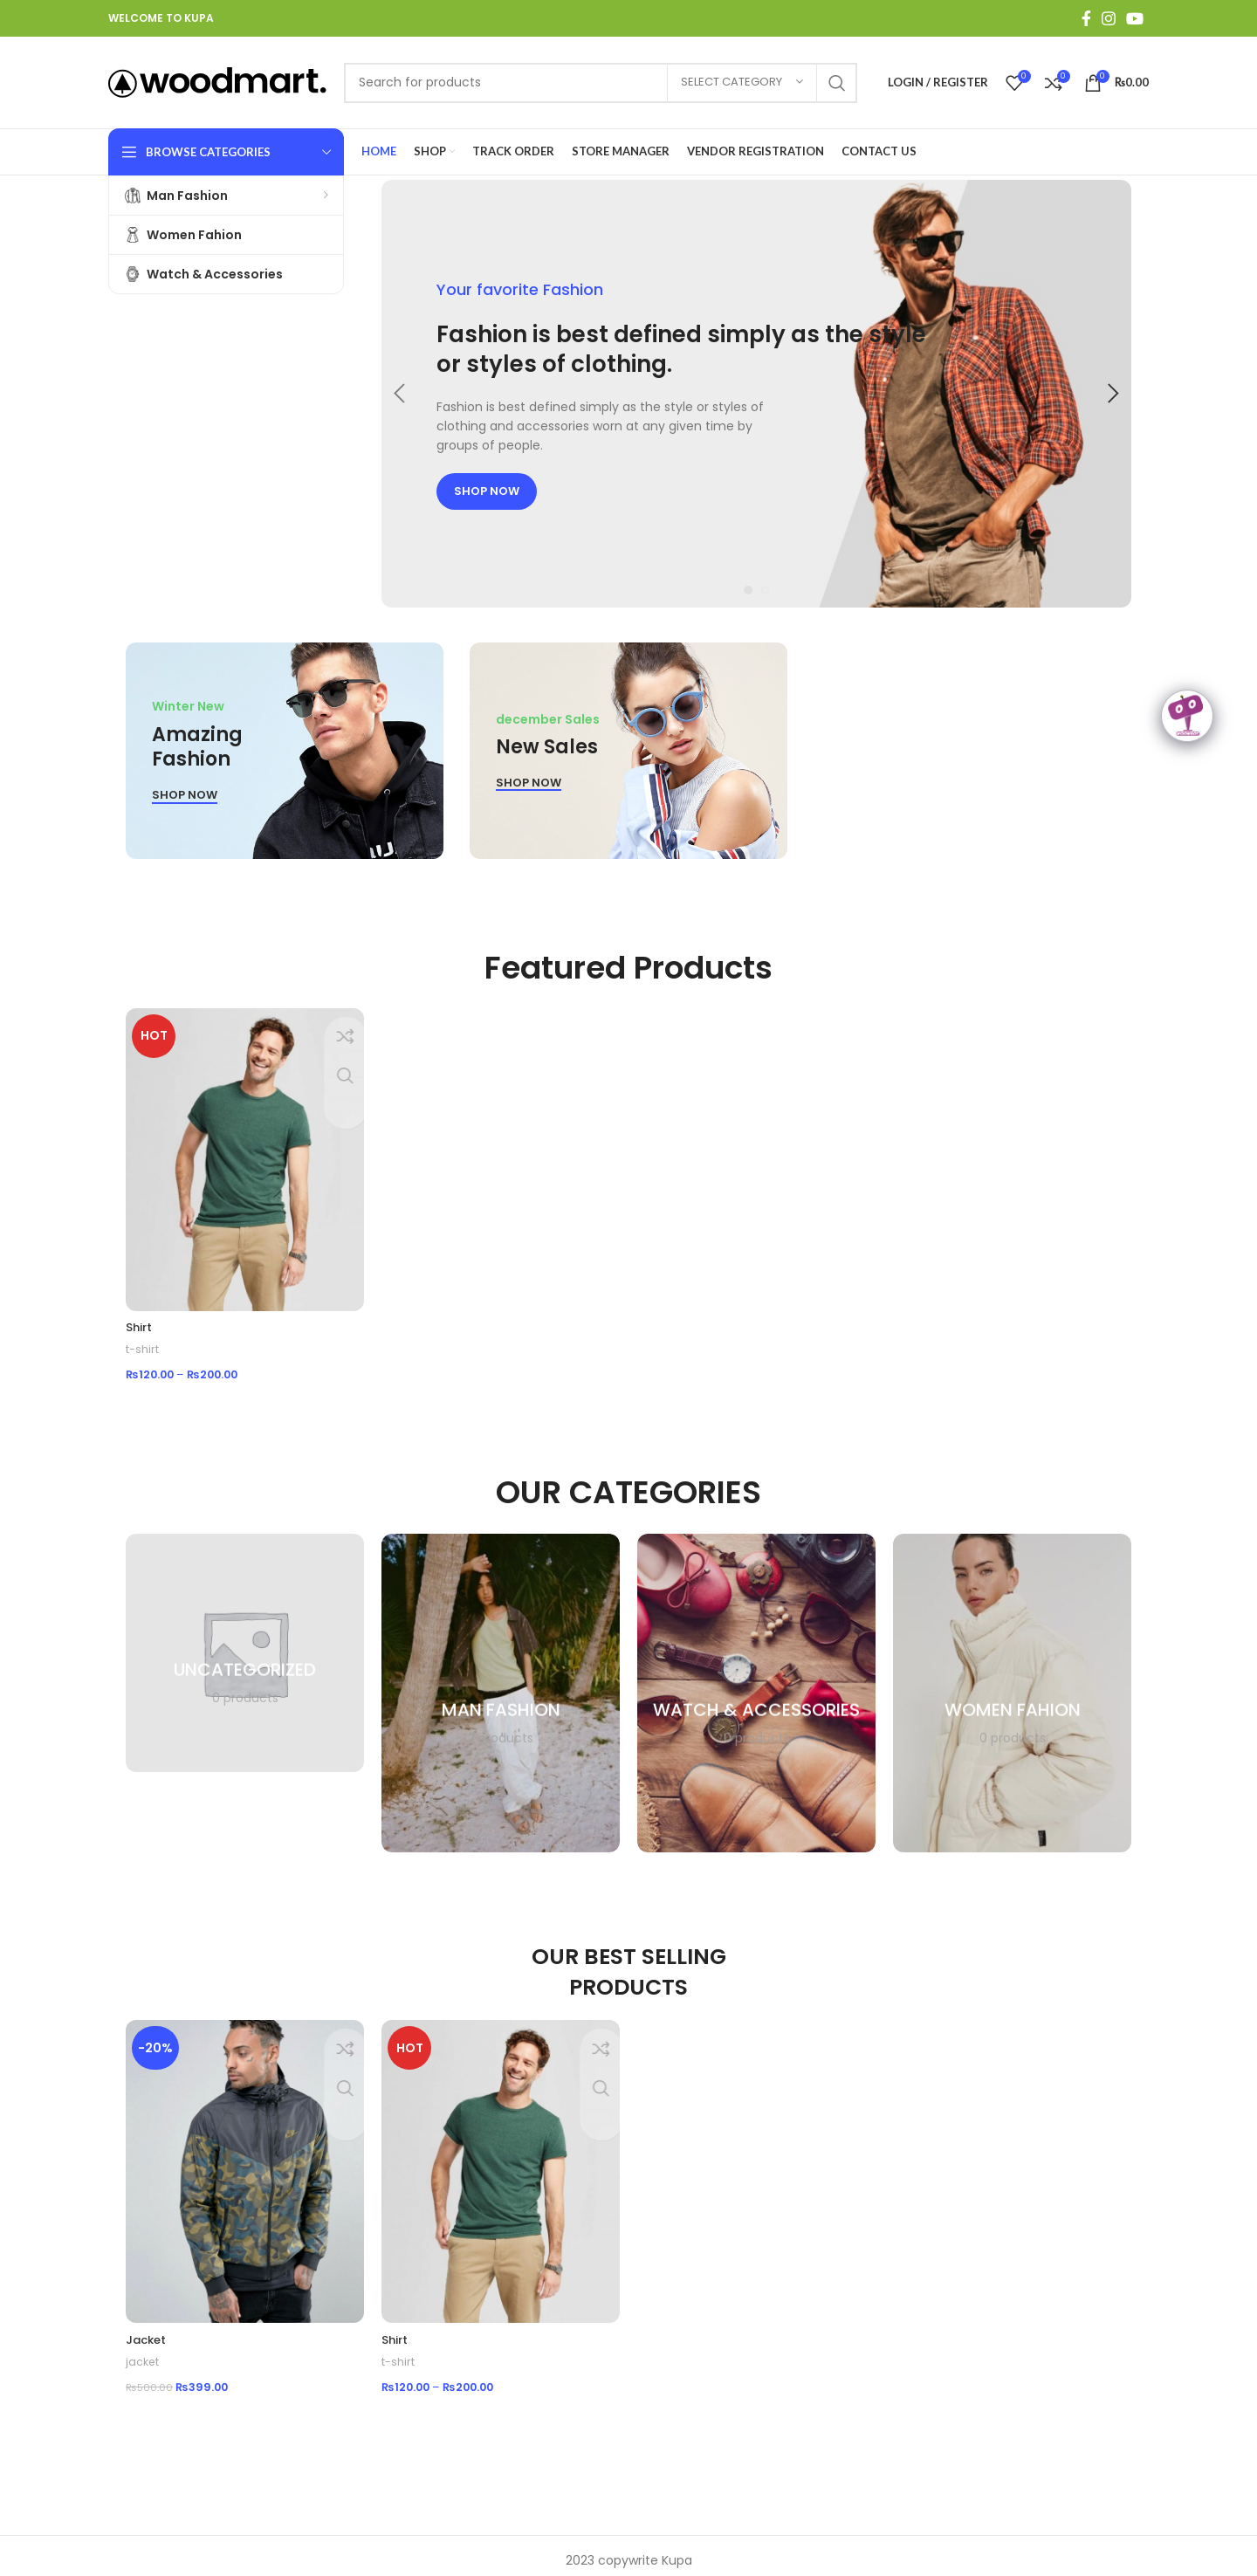 WELCOME TO KUPA
woodmart.
Search for products
SELECT CATEGORY
LOGIN / REGISTER
0
0
0
₨0.00
BROWSE CATEGORIES
HOME
SHOP
TRACK ORDER
STORE MANAGER
VENDOR REGISTRATION
CONTACT US
Man Fashion
Women Fahion
Watch & Accessories
Your favorite Fashion
Fashion is best defined simply as the style
or styles of clothing.
Fashion is best defined simply as the style or styles of
clothing and accessories worn at any given time by
groups of people.
SHOP NOW
Winter New
Amazing
Fashion
SHOP NOW
december Sales
New Sales
SHOP NOW
Featured Products
HOT
Shirt
t-shirt
₨120.00 – ₨200.00
OUR CATEGORIES
UNCATEGORIZED
0 products
MAN FASHION
products
WATCH & ACCESSORIES
0
WOMEN FAHION
0 products
OUR BEST SELLING
PRODUCTS
-20%
Jacket
jacket
₨500.00 ₨399.00
HOT
Shirt
t-shirt
₨120.00 – ₨200.00
2023 copywrite Kupa